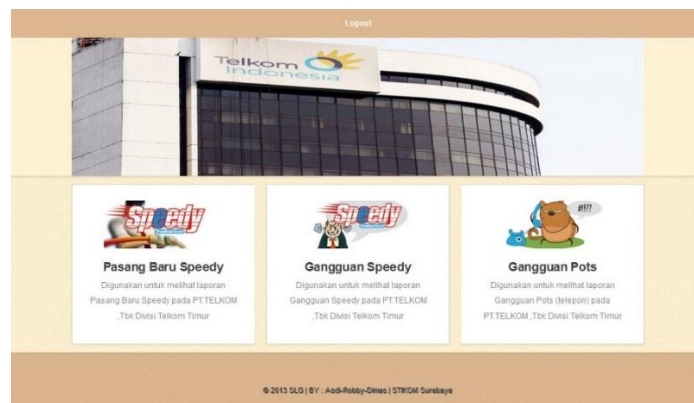 Logout
Telkom
Indonesia
Speedy
Speedy
#!!??
Pasang Baru Speedy
Digunakan untuk melihat laporan
Pasang Baru Speedy pada PT.TELKOM
,Tbk Divisi Telkom Timur
Gangguan Speedy
Digunakan untuk melihat laporan
Gangguan Speedy pada PT.TELKOM
,Tbk Divisi Telkom Timur
Gangguan Pots
Digunakan untuk melihat laporan
Gangguan Pots (telepon) pada
PT.TELKOM ,Tbk Divisi Telkom Timur
© 2013 SLG | BY : Asdi-Robby-Dimas | STIKOM Surabaya